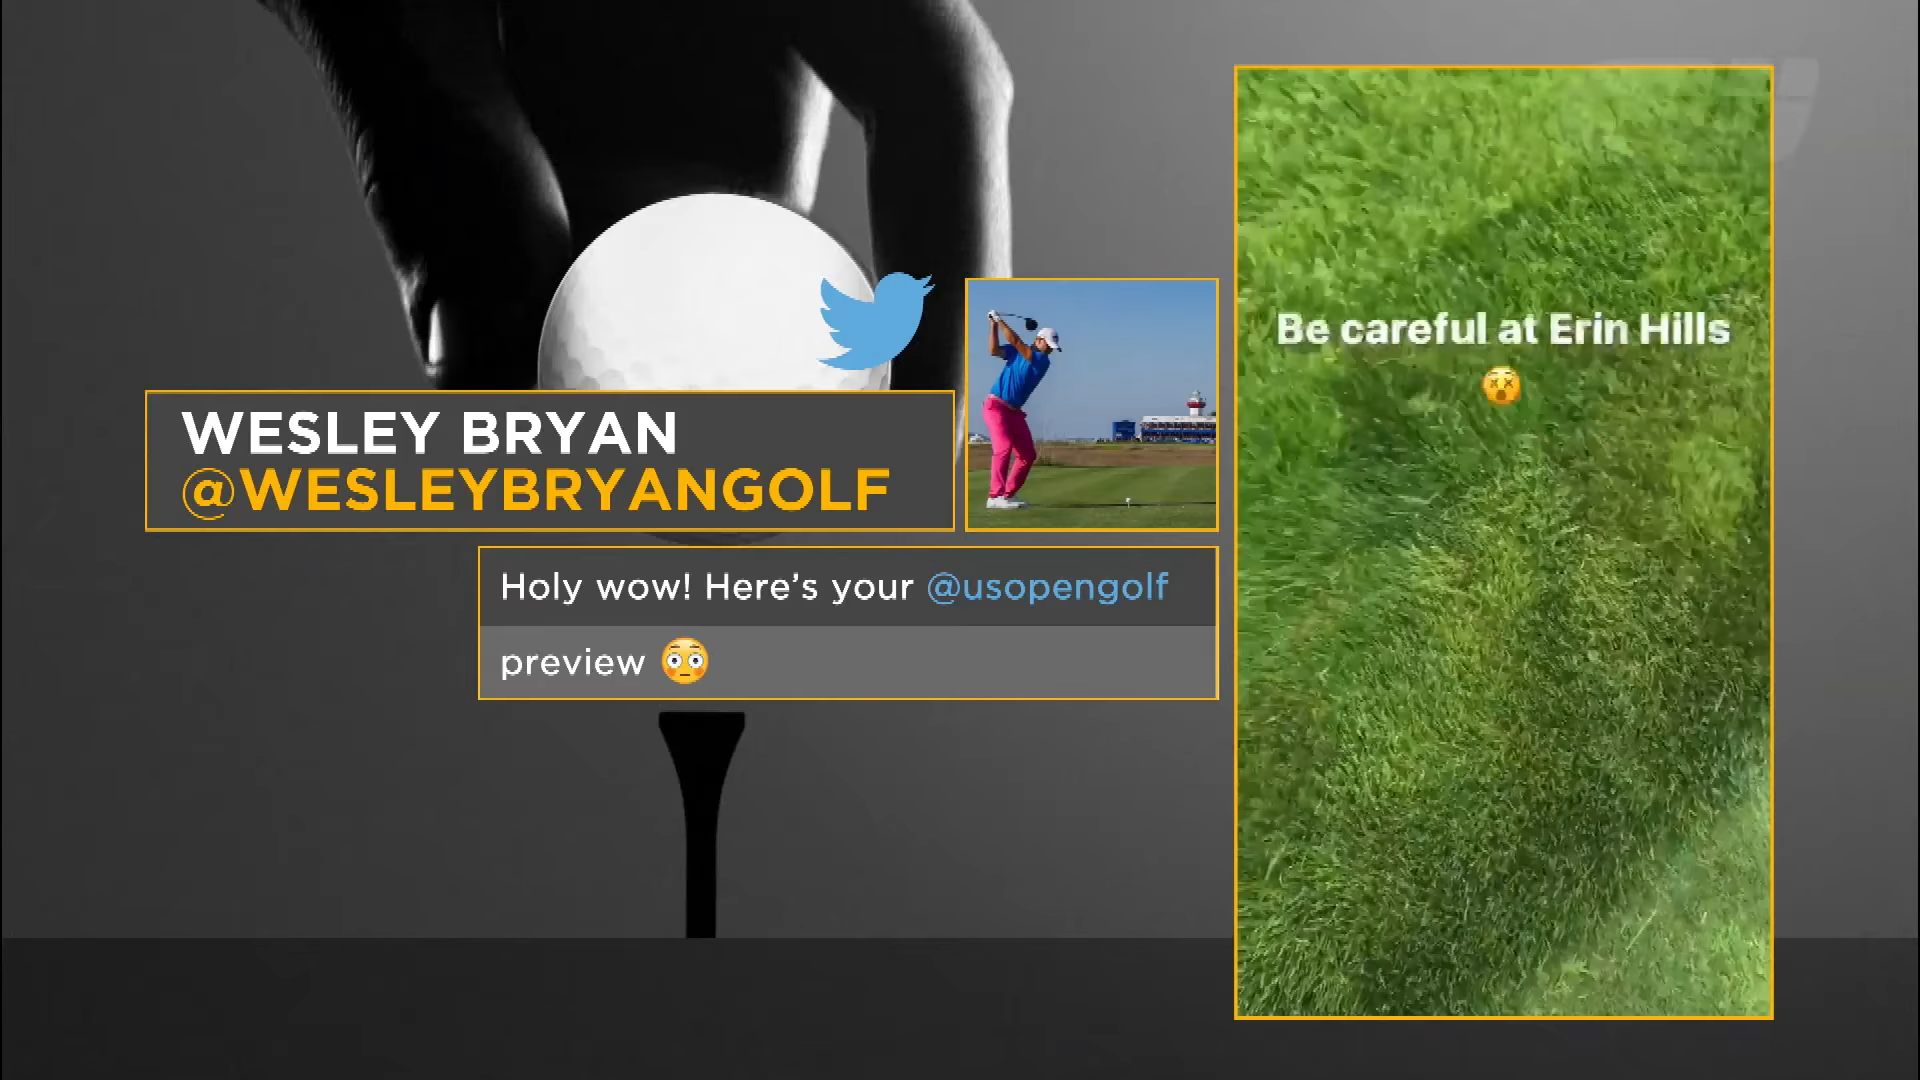 WESLEY BRYAN
@WESLEYBRYANGOLF
Holy wow! Here's your @usopengolf
preview 😳
Be careful at Erin Hills
😵